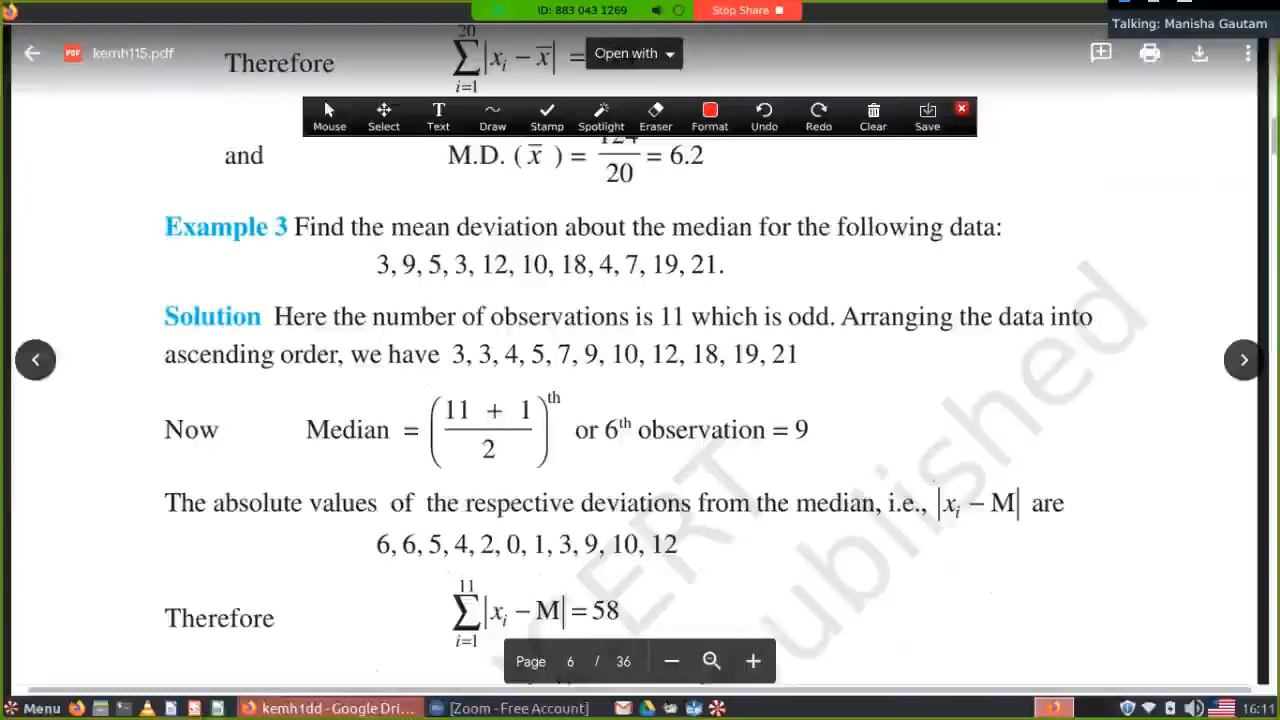 ID: 883 043 1269 Stop Share
Talking: Manisha Gautam
kemh115.pdf
Open with
Therefore 20 ∑ i=1 |xᵢ − x̅| =
Mouse Select Text Draw Stamp Spotlight Eraser Format Undo Redo Clear Save
and M.D. ( x̅ ) = 124/20 = 6.2
Example 3 Find the mean deviation about the median for the following data:
3, 9, 5, 3, 12, 10, 18, 4, 7, 19, 21.
Solution Here the number of observations is 11 which is odd. Arranging the data into
ascending order, we have 3, 3, 4, 5, 7, 9, 10, 12, 18, 19, 21
Now Median = ((11 + 1)/2)th or 6th observation = 9
The absolute values of the respective deviations from the median, i.e., |xᵢ − M| are
6, 6, 5, 4, 2, 0, 1, 3, 9, 10, 12
Therefore 11 ∑ i=1 |xᵢ − M| = 58
Page 6 / 36
Menu kemh1dd - Google Dri... [Zoom - Free Account] 16:11